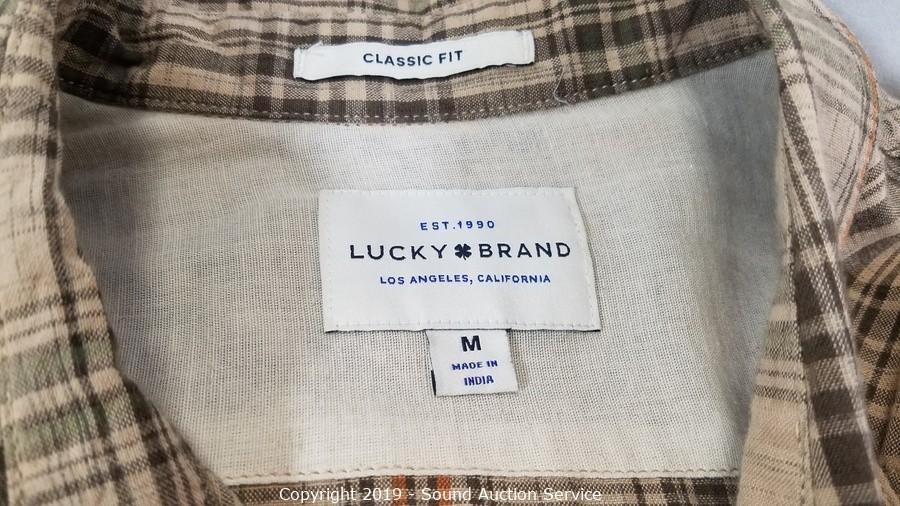 CLASSIC FIT
EST.1990
LUCKY BRAND
LOS ANGELES, CALIFORNIA
M
MADE IN
INDIA
Copyright 2019 - Sound Auction Service